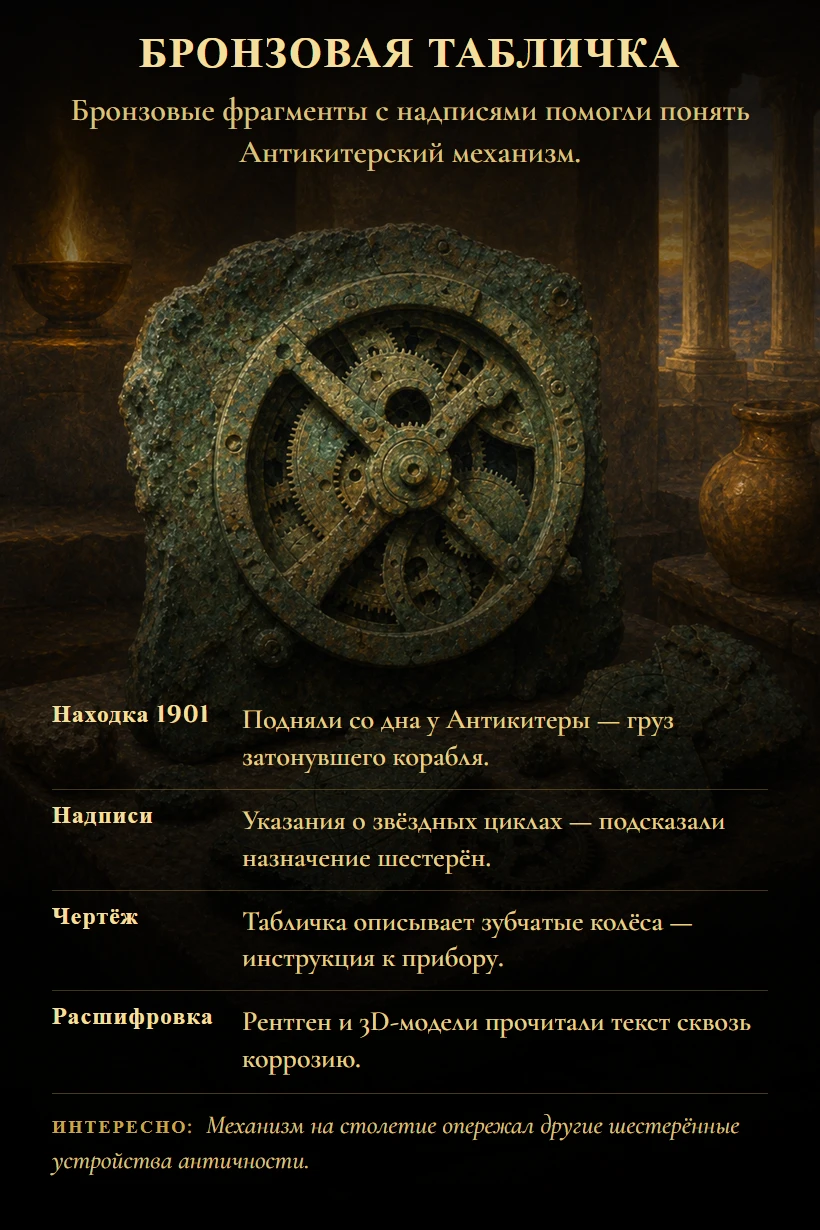 БРОНЗОВАЯ ТАБЛИЧКА
Бронзовые фрагменты с надписями помогли понять
Антикитерский механизм.
Находка 1901
Подняли со дна у Антикитеры — груз
затонувшего корабля.
Надписи
Указания о звёздных циклах — подсказали
назначение шестерён.
Чертёж
Табличка описывает зубчатые колёса —
инструкция к прибору.
Расшифровка
Рентген и 3D-модели прочитали текст сквозь
коррозию.
ИНТЕРЕСНО: Механизм на столетие опережал другие шестерённые
устройства античности.